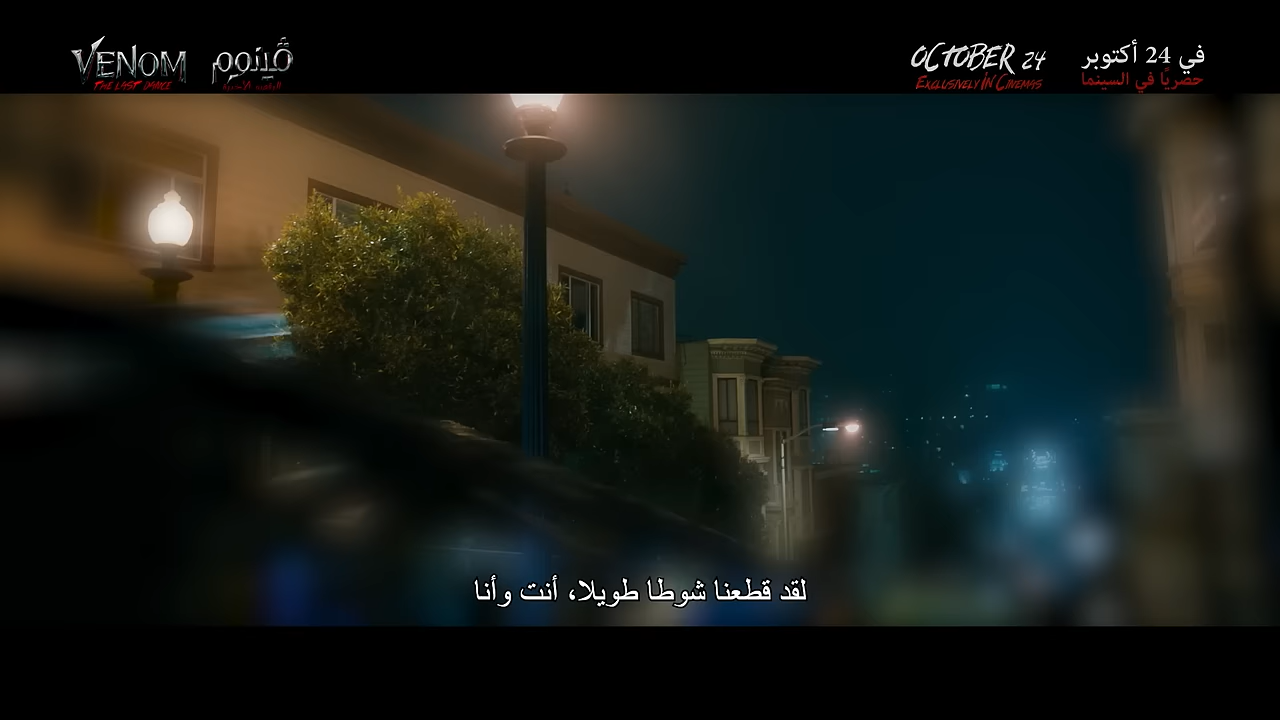 VENOM
THE LAST DANCE
ڤينوم
OCTOBER 24
EXCLUSIVELY IN CINEMAS
في 24 أكتوبر
حصريًا في السينما
لقد قطعنا شوطا طويلا، أنت وأنا